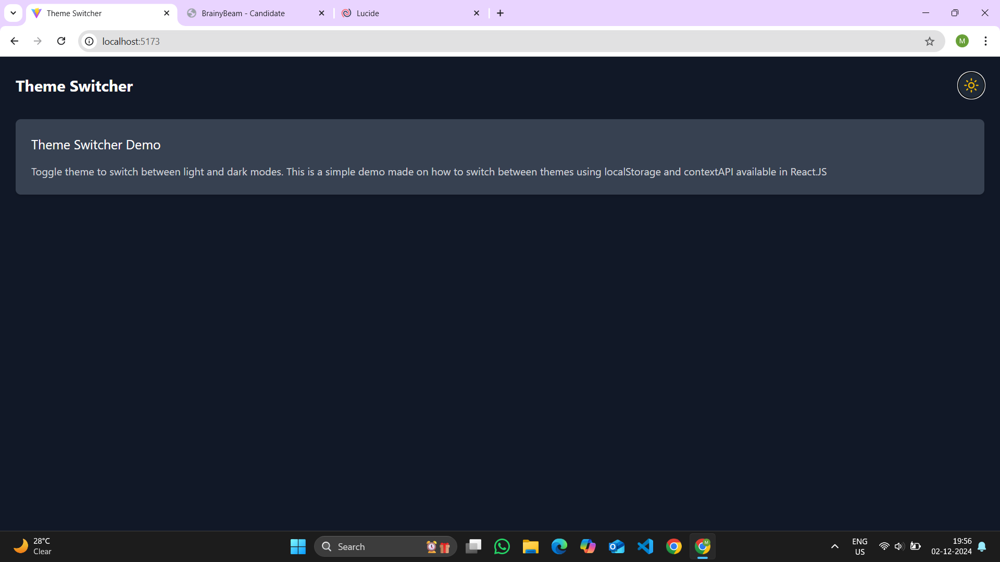 Theme Switcher
BrainyBeam - Candidate
Lucide
localhost:5173
M
Theme Switcher
Theme Switcher Demo
Toggle theme to switch between light and dark modes. This is a simple demo made on how to switch between themes using localStorage and contextAPI available in React.JS
28°C
Clear
Search
M
ENG
US
19:56
02-12-2024